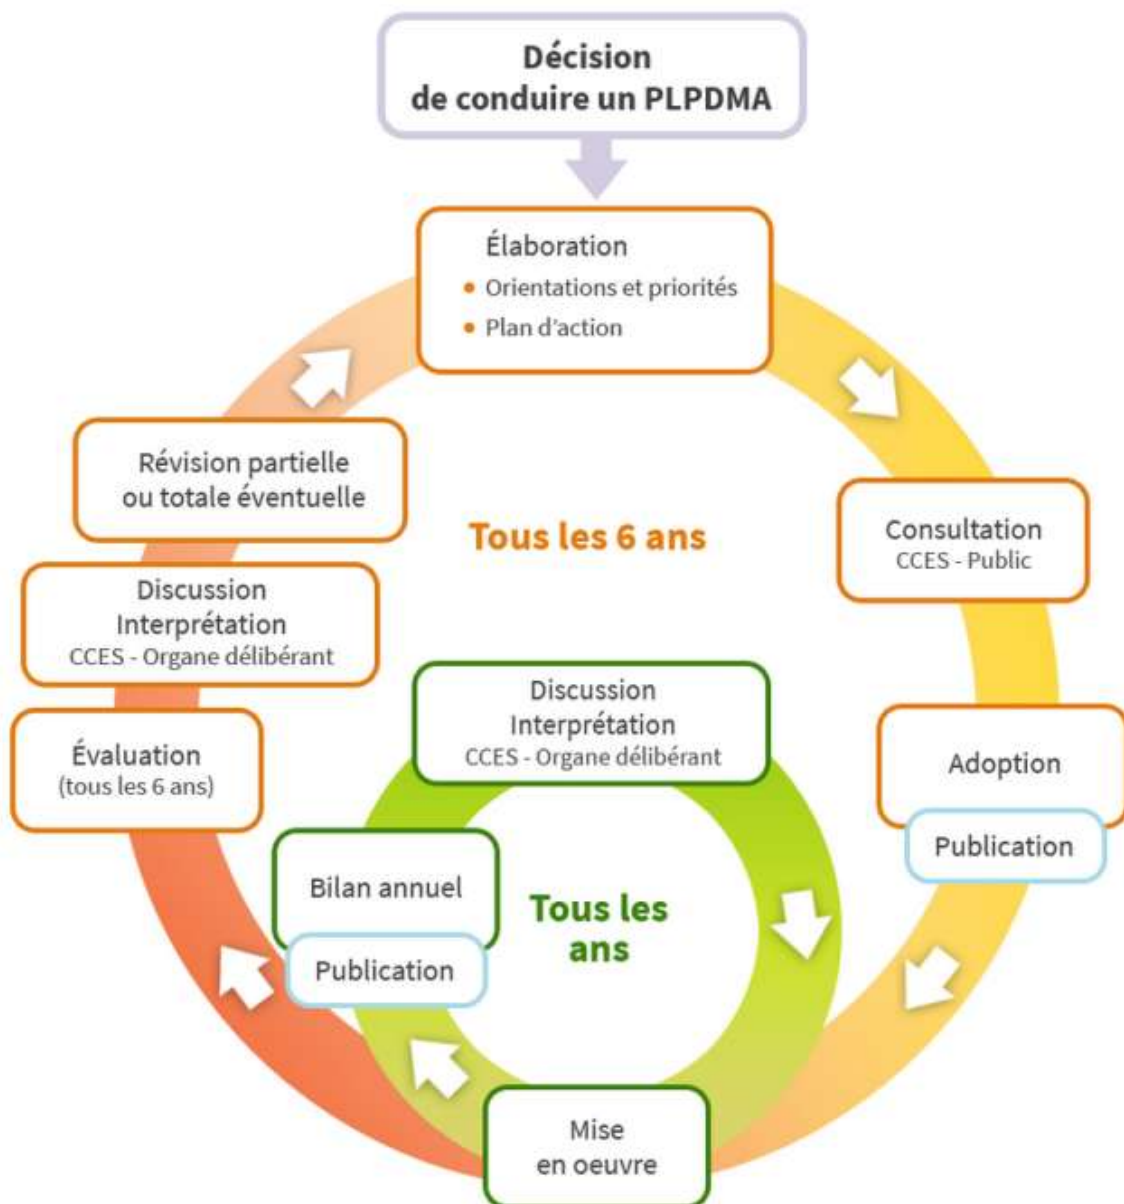 Décision
de conduire un PLPDMA
Élaboration
• Orientations et priorités
• Plan d'action
Révision partielle
ou totale éventuelle
Tous les 6 ans
Consultation
CCES - Public
Discussion
Interprétation
CCES - Organe délibérant
Discussion
Interprétation
CCES - Organe délibérant
Évaluation
(tous les 6 ans)
Adoption
Publication
Bilan annuel
Publication
Tous les
ans
Mise
en oeuvre